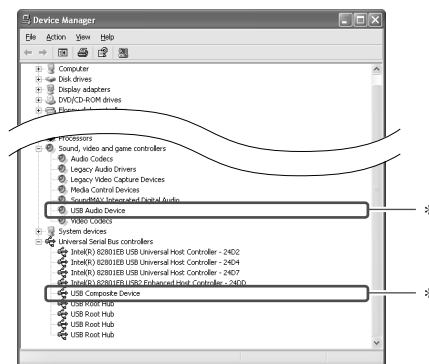 Device Manager
File Action View Help
Computer
Disk drives
Display adapters
DVD/CD-ROM drives
Processors
Sound, video and game controllers
Audio Codecs
Legacy Audio Drivers
Legacy Video Capture Devices
Media Control Devices
SoundMAX Integrated Digital Audio
USB Audio Device
Video Codecs
System devices
Universal Serial Bus controllers
Intel(R) 82801EB USB Universal Host Controller - 24D2
Intel(R) 82801EB USB Universal Host Controller - 24D4
Intel(R) 82801EB USB Universal Host Controller - 24D7
Intel(R) 82801EB USB2 Enhanced Host Controller - 24DD
USB Composite Device
USB Root Hub
USB Root Hub
USB Root Hub
USB Root Hub